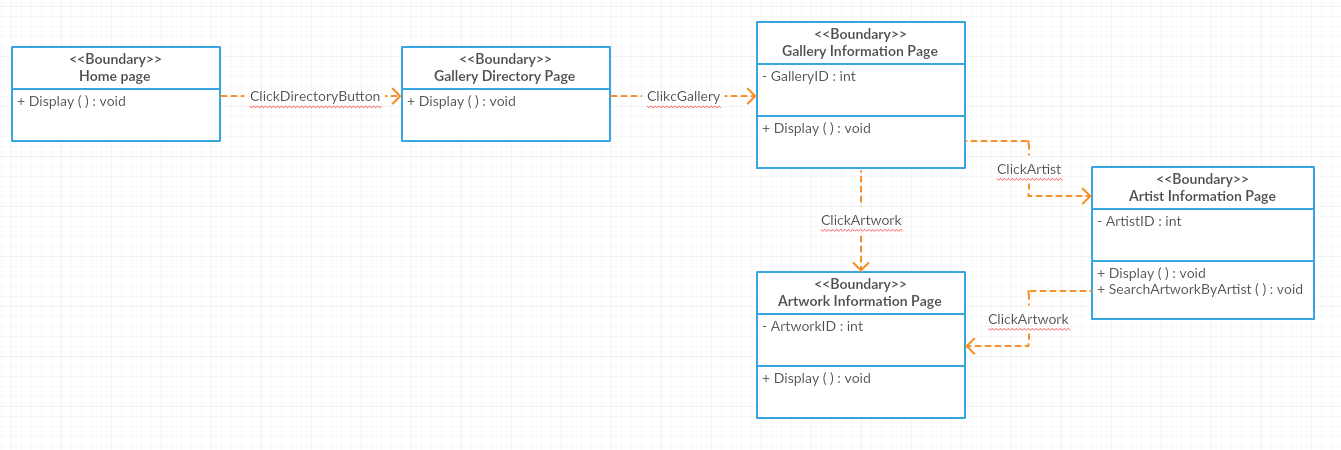 <<Boundary>>
Home page
+ Display ( ) : void
ClickDirectoryButton
<<Boundary>>
Gallery Directory Page
+ Display ( ) : void
ClikcGallery
<<Boundary>>
Gallery Information Page
- GalleryID : int
+ Display ( ) : void
ClickArtist
<<Boundary>>
Artist Information Page
- ArtistID : int
+ Display ( ) : void
+ SearchArtworkByArtist ( ) : void
ClickArtwork
<<Boundary>>
Artwork Information Page
- ArtworkID : int
+ Display ( ) : void
ClickArtwork